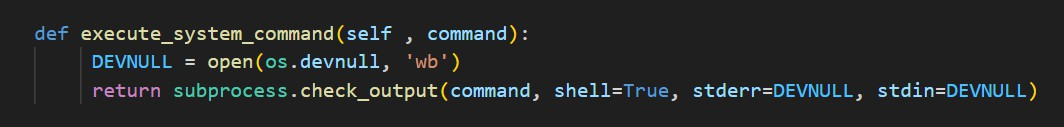 def execute_system_command(self , command):
    DEVNULL = open(os.devnull, 'wb')
    return subprocess.check_output(command, shell=True, stderr=DEVNULL, stdin=DEVNULL)